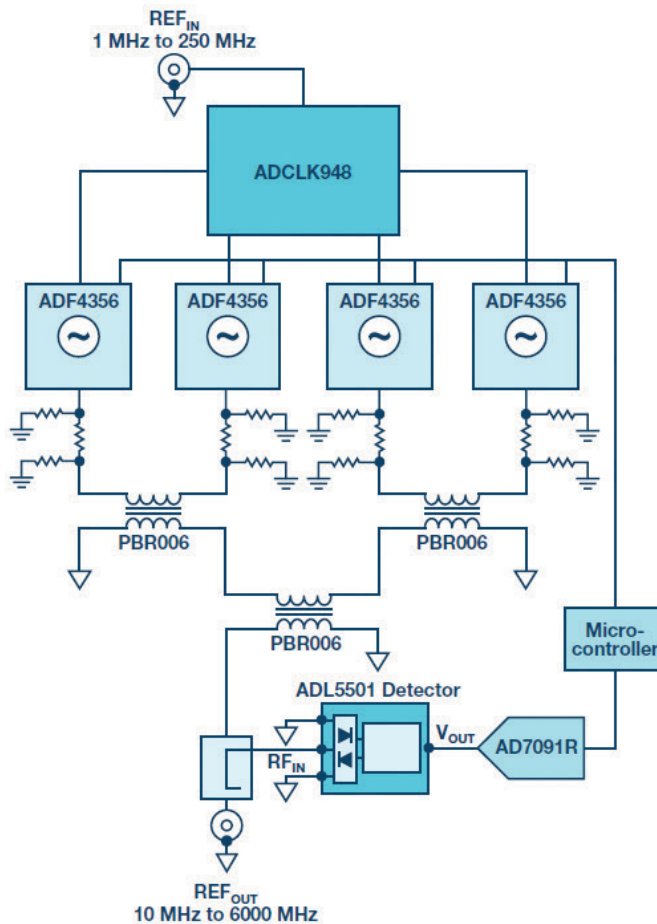 REF_IN
1 MHz to 250 MHz
ADCLK948
ADF4356
ADF4356
ADF4356
ADF4356
PBR006
PBR006
PBR006
Micro-
controller
ADL5501 Detector
V_OUT
AD7091R
RF_IN
REF_OUT
10 MHz to 6000 MHz